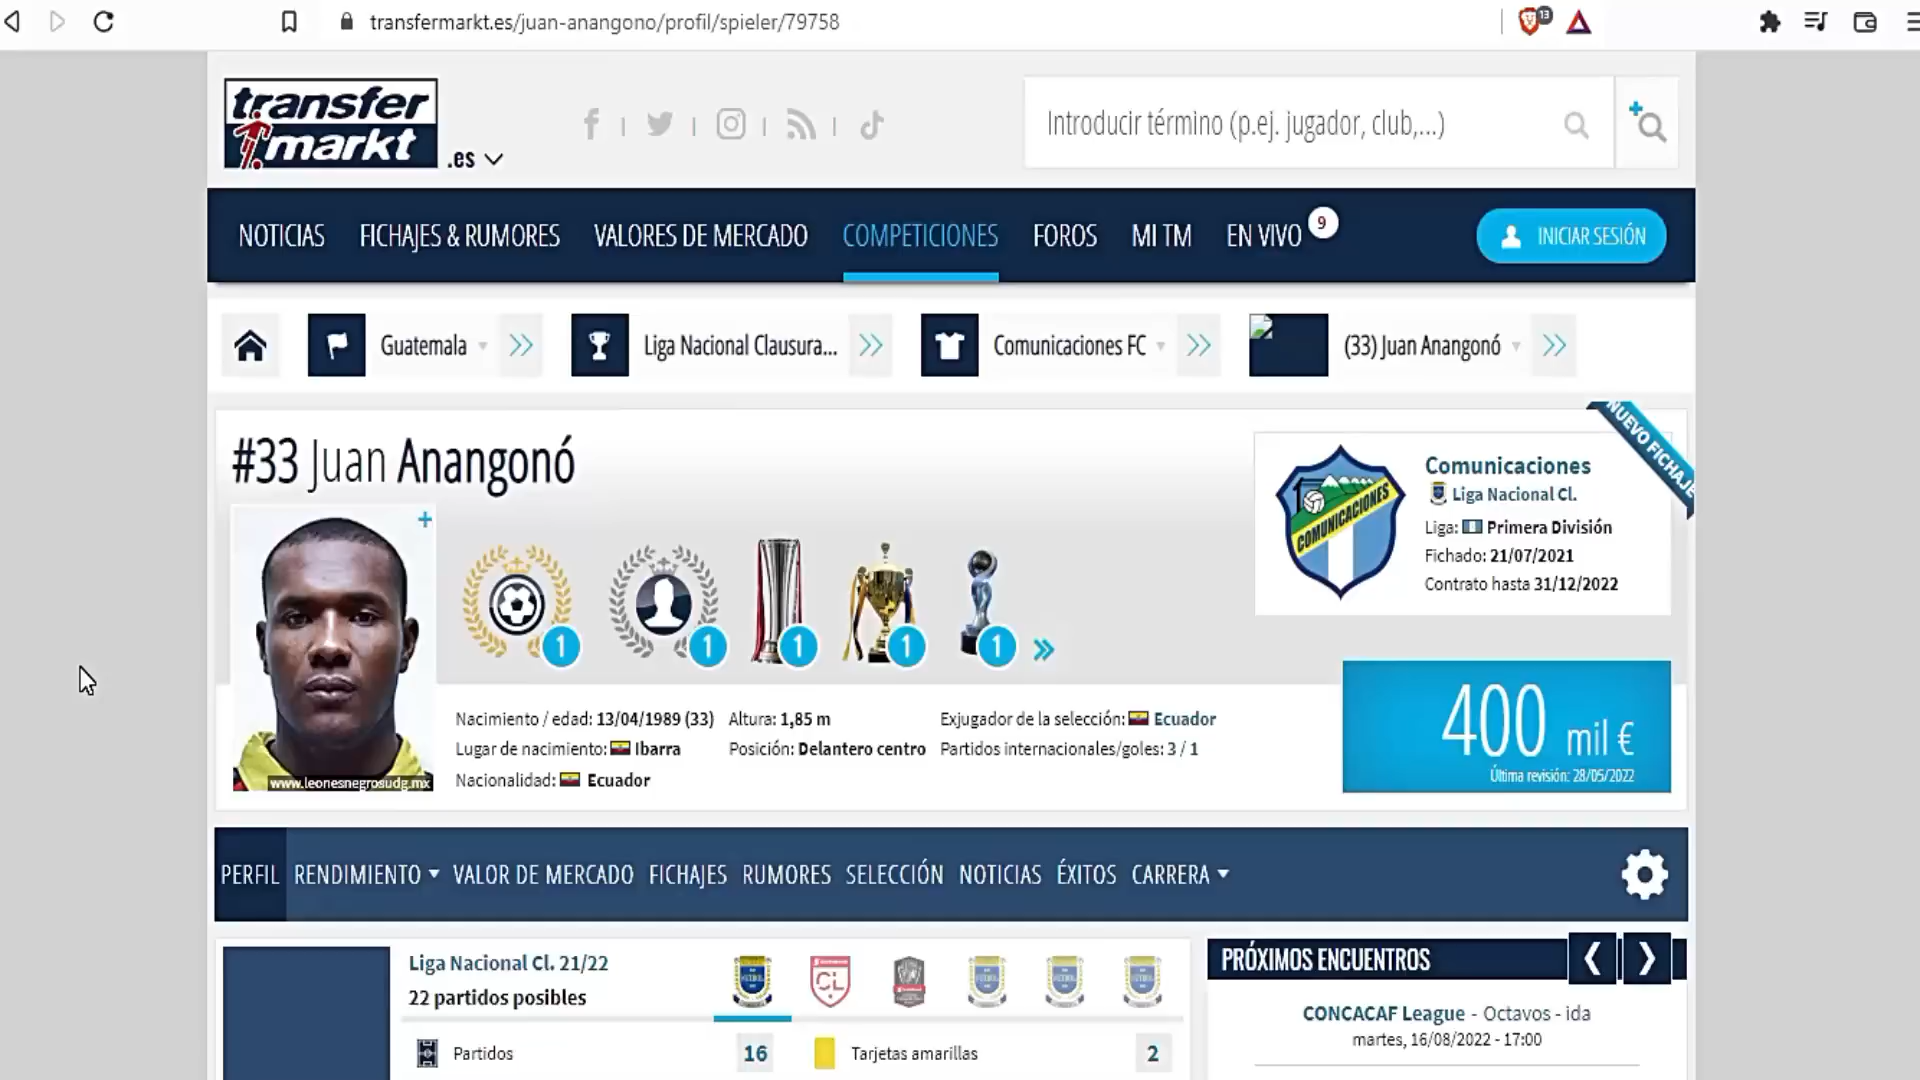 transfermarkt.es/juan-anangono/profil/spieler/79758
13
transfer
markt
.es
Introducir término (p.ej. jugador, club,...)
NOTICIAS FICHAJES & RUMORES VALORES DE MERCADO COMPETICIONES FOROS MI TM EN VIVO 9 INICIAR SESIÓN
Guatemala Liga Nacional Clausura... Comunicaciones FC (33) Juan Anangonó
NUEVO FICHAJE
#33 Juan Anangonó
COMUNICACIONES
Comunicaciones
Liga Nacional Cl.
Liga: Primera División
Fichado: 21/07/2021
Contrato hasta 31/12/2022
1 1 1 1 1
www.leonesnegrosudg.mx
Nacimiento / edad: 13/04/1989 (33) Altura: 1,85 m Exjugador de la selección: Ecuador
Lugar de nacimiento: Ibarra Posición: Delantero centro Partidos internacionales/goles: 3 / 1
Nacionalidad: Ecuador
400 mil €
Última revisión: 28/05/2022
PERFIL RENDIMIENTO VALOR DE MERCADO FICHAJES RUMORES SELECCIÓN NOTICIAS ÉXITOS CARRERA
Liga Nacional Cl. 21/22
22 partidos posibles
CL
Partidos 16 Tarjetas amarillas 2
PRÓXIMOS ENCUENTROS
CONCACAF League - Octavos - ida
martes, 16/08/2022 - 17:00